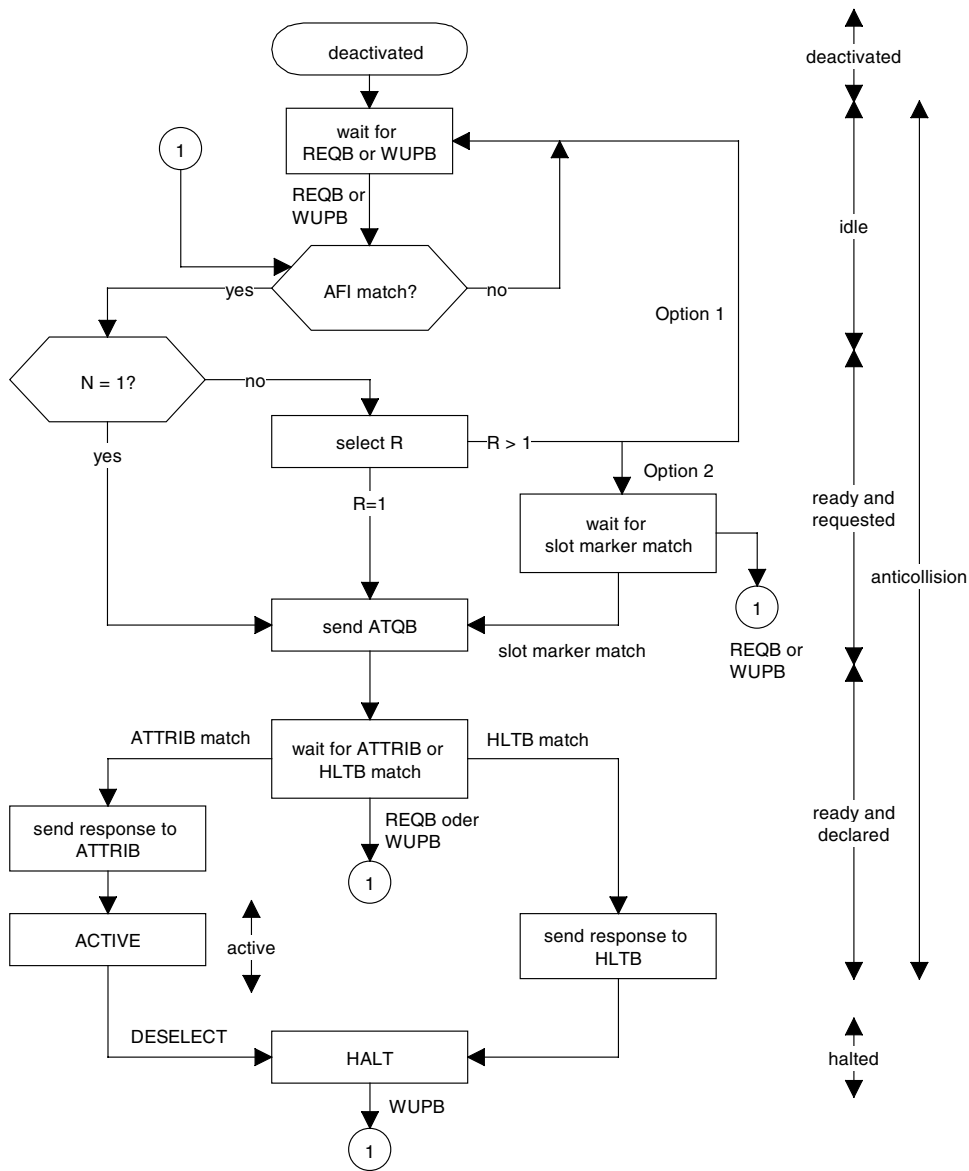 deactivated
deactivated
wait for
REQB or WUPB
1
REQB or
WUPB
idle
AFI match?
yes
no
Option 1
N = 1?
no
select R
R > 1
yes
Option 2
R=1
wait for
slot marker match
ready and
requested
anticollision
1
send ATQB
slot marker match
REQB or
WUPB
ATTRIB match
wait for ATTRIB or
HLTB match
HLTB match
send response to
ATTRIB
REQB oder
WUPB
ready and
declared
1
ACTIVE
active
send response to
HLTB
DESELECT
HALT
halted
WUPB
1